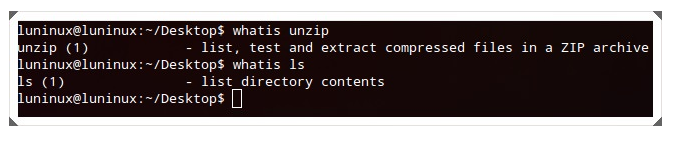 luninux@luninux:~/Desktop$ whatis unzip
unzip (1)            - list, test and extract compressed files in a ZIP archive
luninux@luninux:~/Desktop$ whatis ls
ls (1)               - list directory contents
luninux@luninux:~/Desktop$